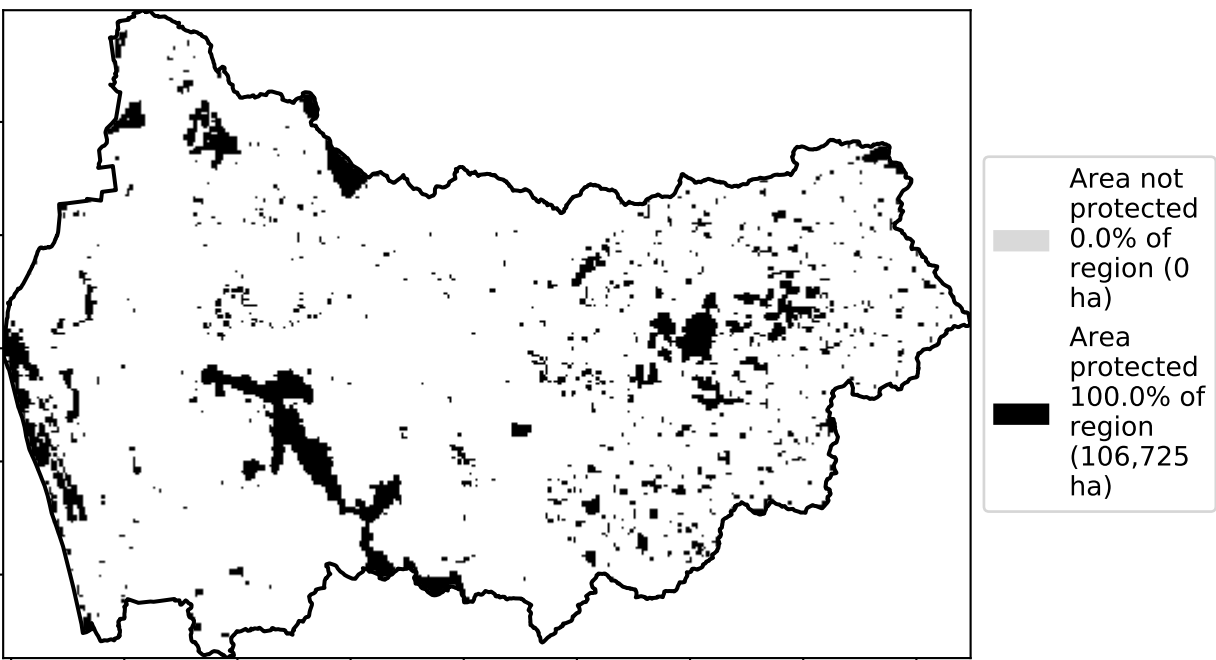 Area not
protected
0.0% of
region (0
ha)
Area
protected
100.0% of
region
(106,725
ha)